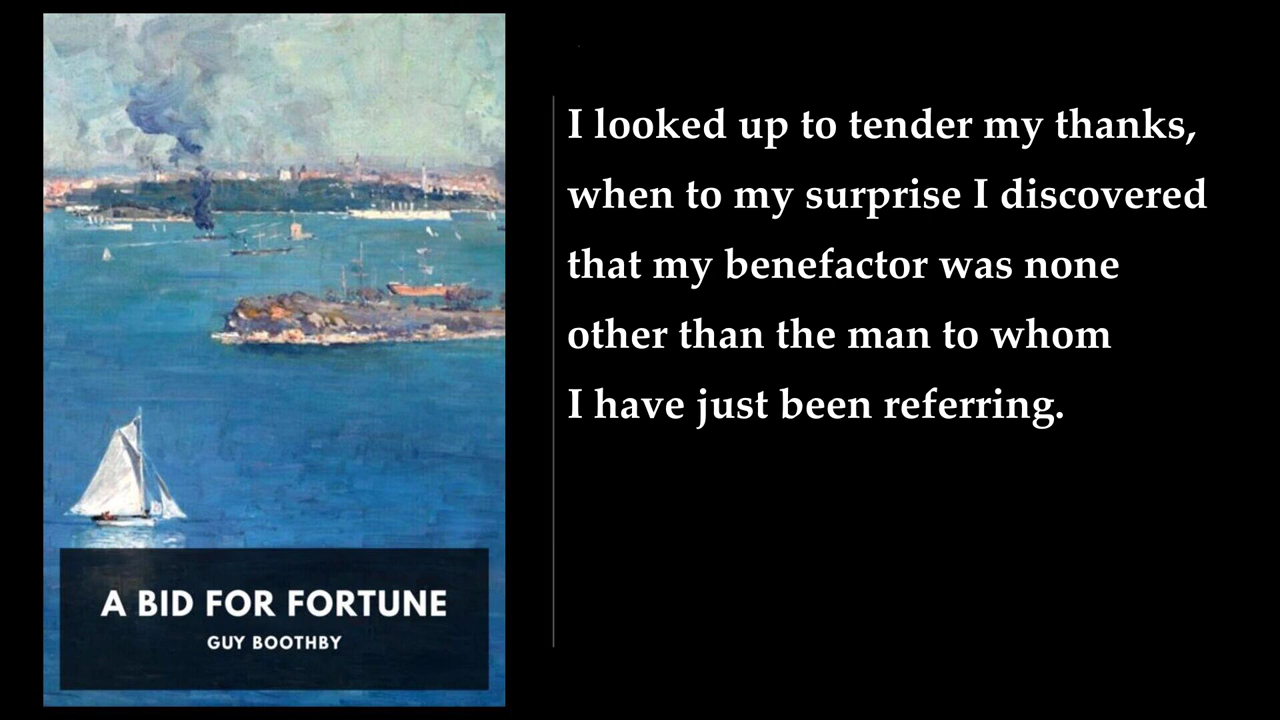 I looked up to tender my thanks,
when to my surprise I discovered
that my benefactor was none
other than the man to whom
I have just been referring.
A BID FOR FORTUNE
GUY BOOTHBY